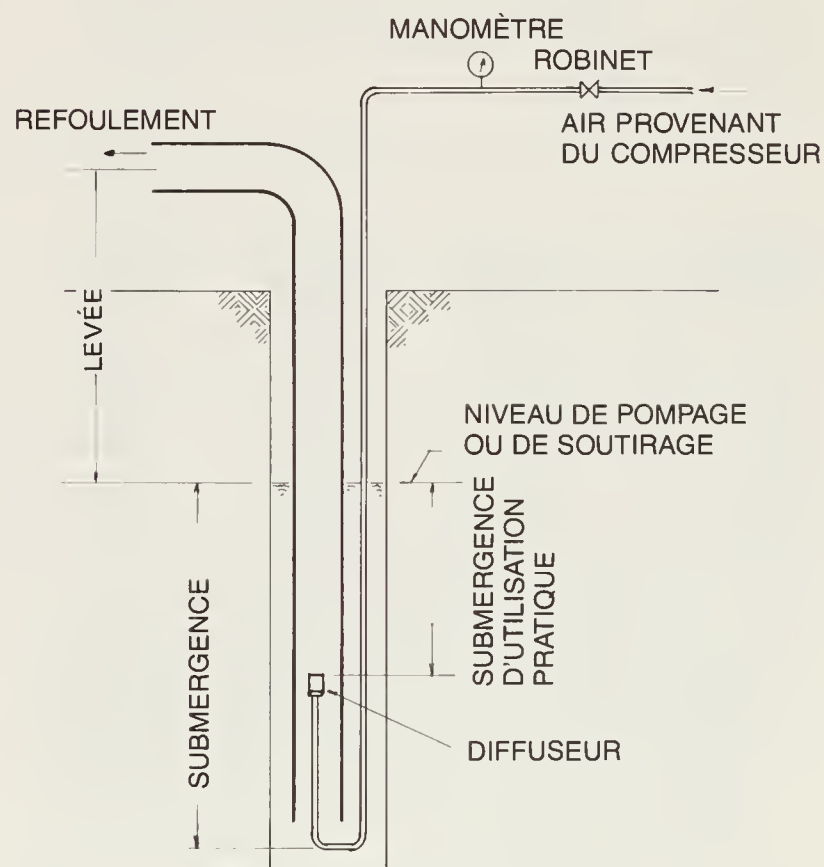 MANOMÈTRE
ROBINET
REFOULEMENT
AIR PROVENANT
DU COMPRESSEUR
LEVÉE
NIVEAU DE POMPAGE
OU DE SOUTIRAGE
SUBMERGENCE
SUBMERGENCE
D'UTILISATION
PRATIQUE
DIFFUSEUR